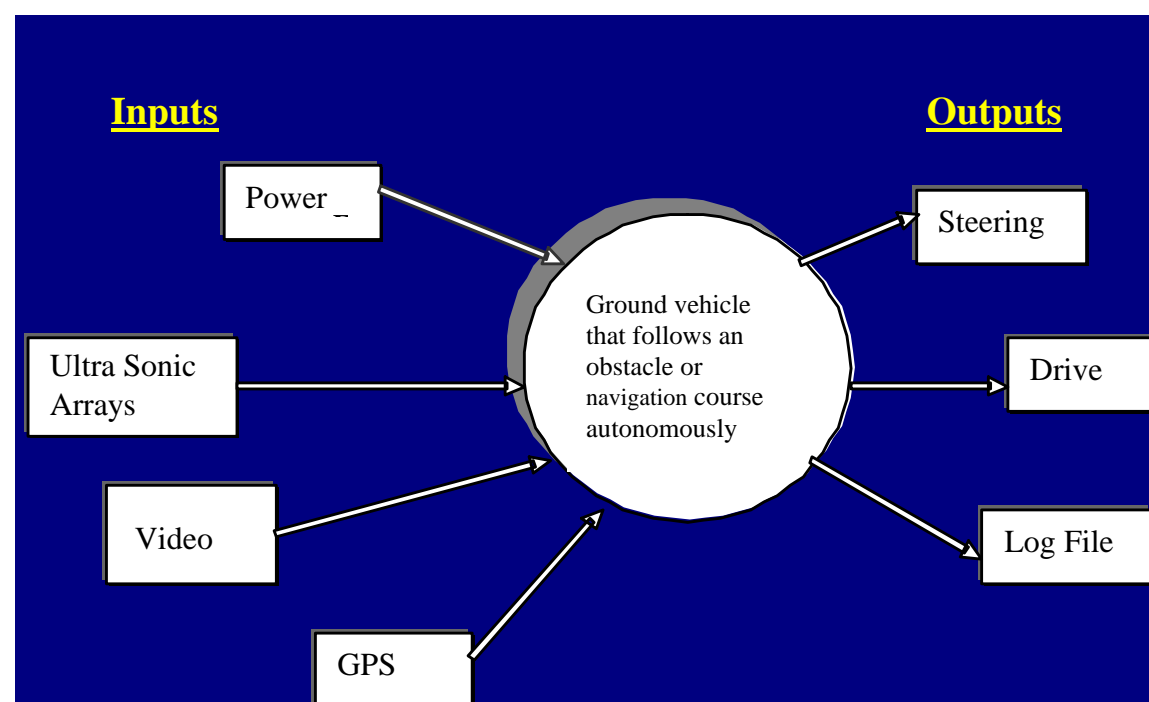 Inputs
Outputs
Power
Steering
Ground vehicle
that follows an
obstacle or
navigation course
autonomously
Ultra Sonic
Arrays
Drive
Video
Log File
GPS